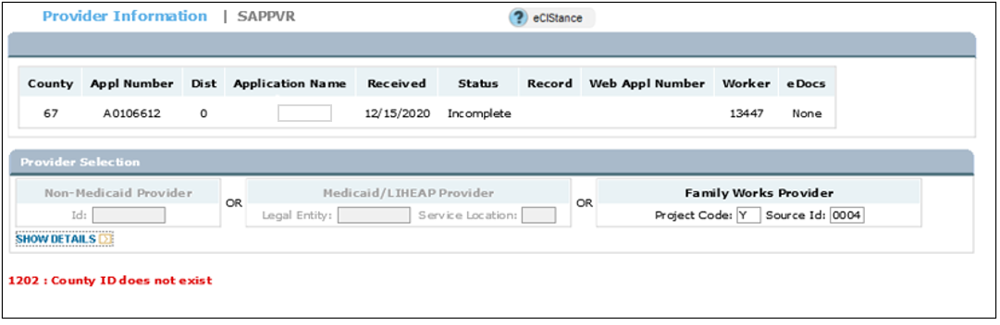 Provider Information | SAPPVR ? eCIStance
County Appl Number Dist Application Name Received Status Record Web Appl Number Worker eDocs
67 A0106612 0 12/15/2020 Incomplete 13447 None
Provider Selection
Non-Medicaid Provider OR Medicaid/LIHEAP Provider OR Family Works Provider
Id: Legal Entity: Service Location: Project Code: Y Source Id: 0004
SHOW DETAILS
1202 : County ID does not exist